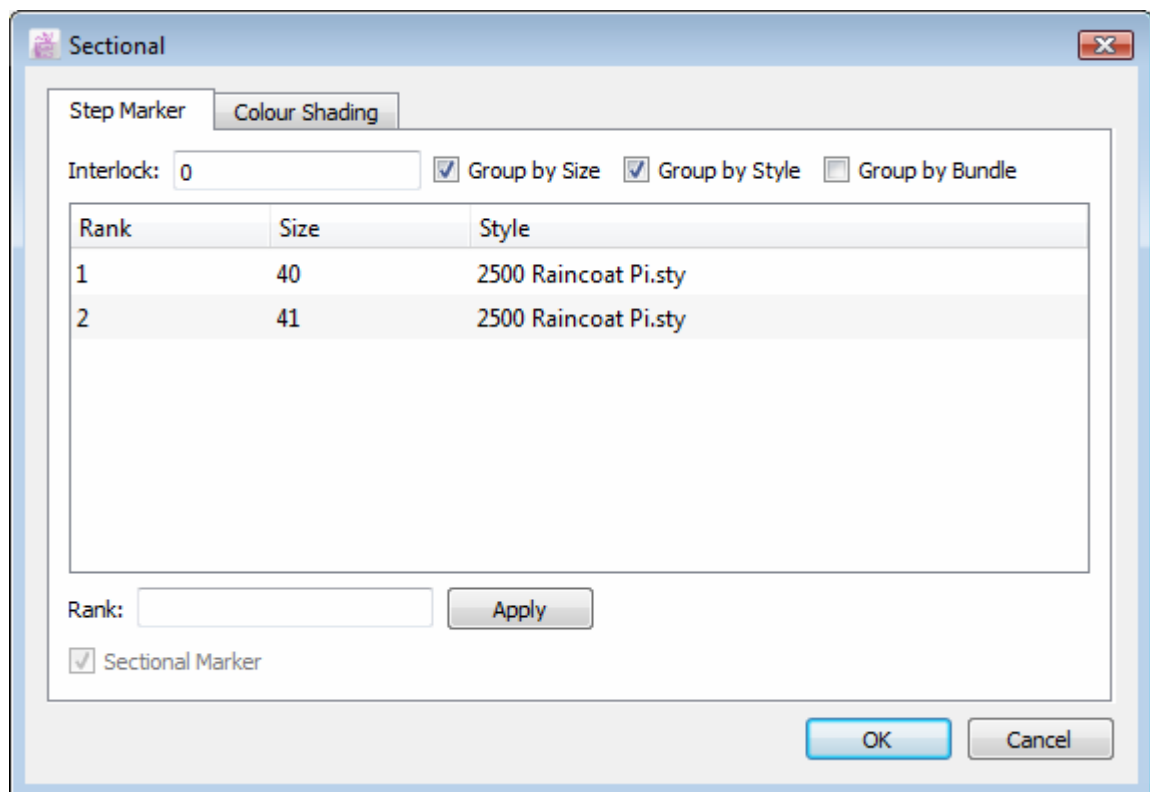 Sectional
Step Marker Colour Shading
Interlock: 0 Group by Size Group by Style Group by Bundle
Rank Size Style
1 40 2500 Raincoat Pi.sty
2 41 2500 Raincoat Pi.sty
Rank: Apply
Sectional Marker
OK Cancel